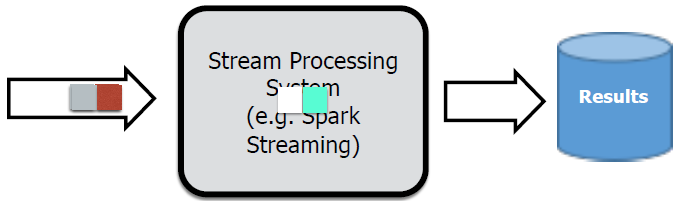 Stream Processing
System
(e.g. Spark
Streaming)
Results